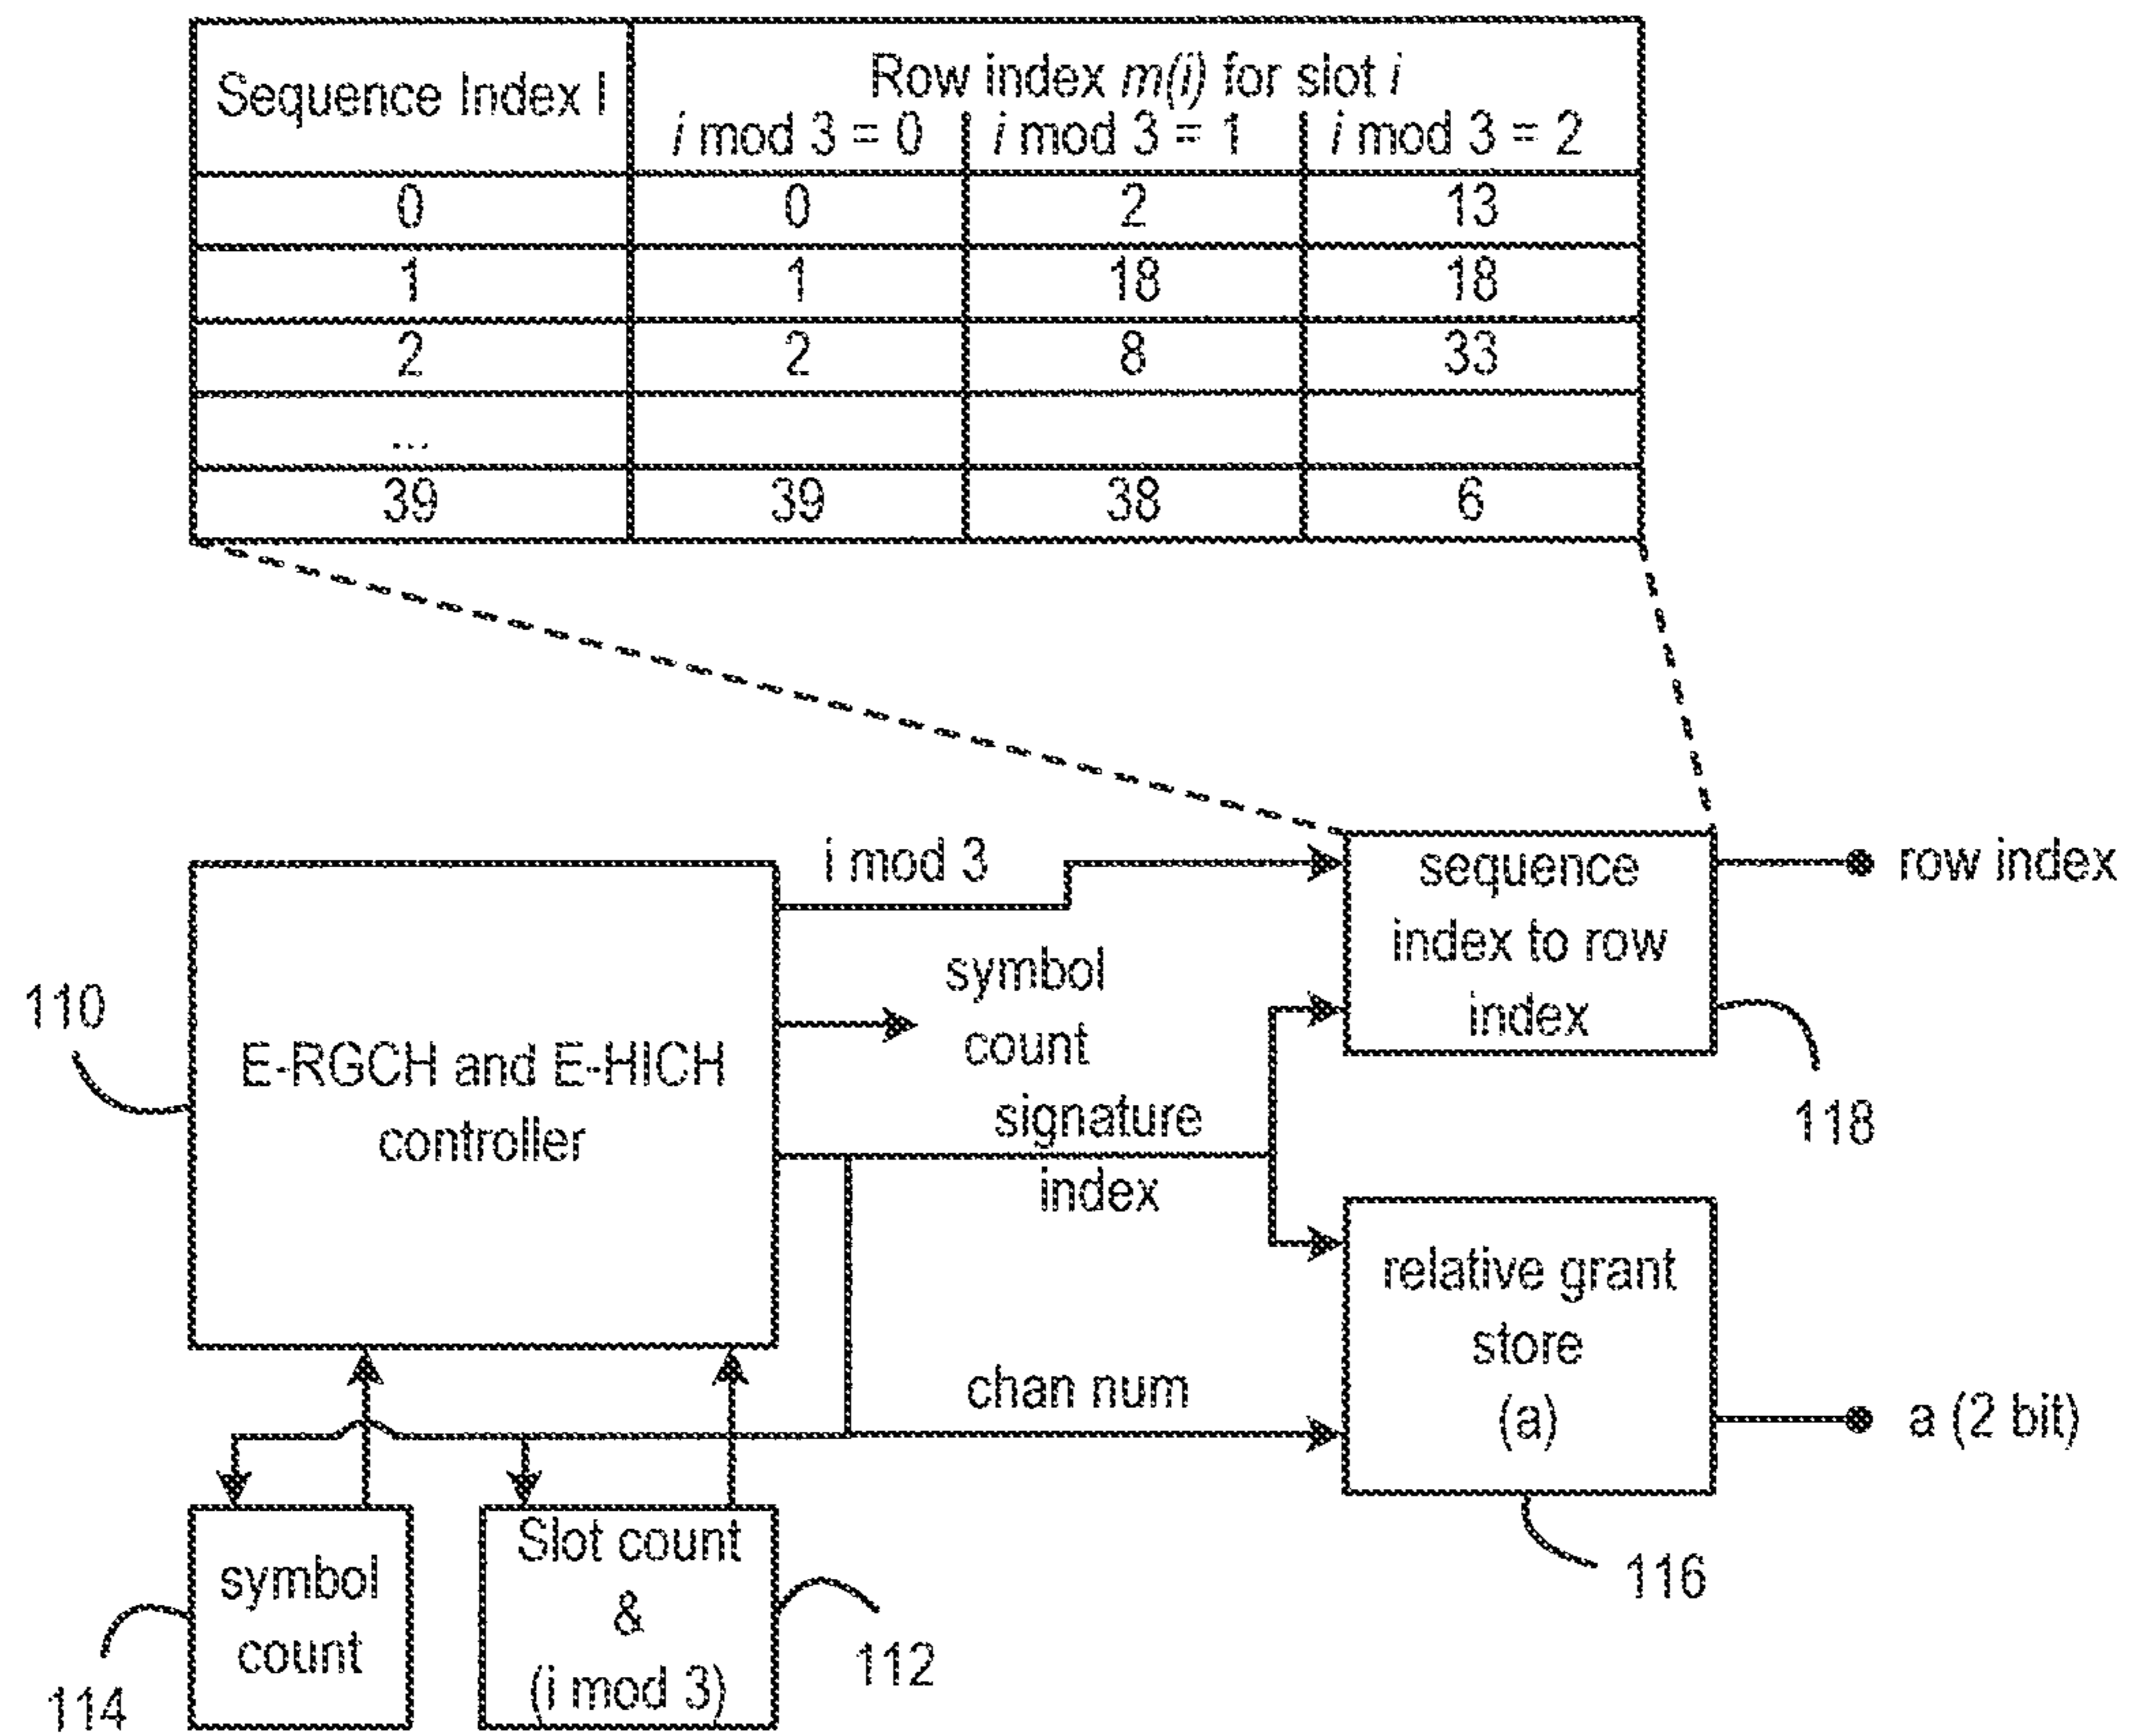 Sequence Index I
Row index m(i) for slot i
i mod 3 = 0
i mod 3 = 1
i mod 3 = 2
0 0 2 13
1 1 18 18
2 2 8 33
...
39 39 38 6
i mod 3
sequence
index to row
index
row index
symbol
count
110
E-RGCH and E-HICH
controller
118
signature
index
relative grant
store
(a)
chan num
a (2 bit)
116
symbol
count
114
Slot count
&
(i mod 3)
112